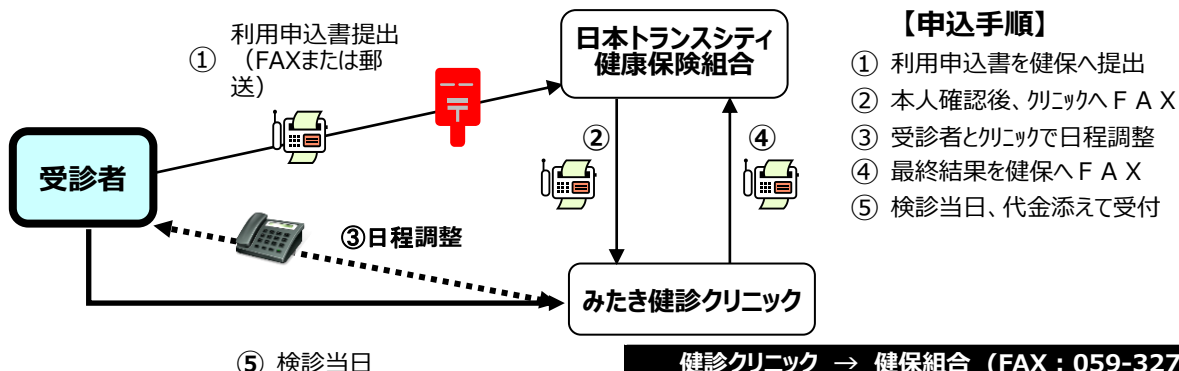 ① 利用申込書提出
（FAXまたは郵
送）
日本トランスシティ
健康保険組合
【申込手順】
① 利用申込書を健保へ提出
② 本人確認後、クリニックへＦＡＸ
③ 受診者とクリニックで日程調整
④ 最終結果を健保へＦＡＸ
⑤ 検診当日、代金添えて受付
②
④
受診者
③日程調整
みたき健診クリニック
⑤ 検診当日
健診クリニック → 健保組合（FAX：059-327